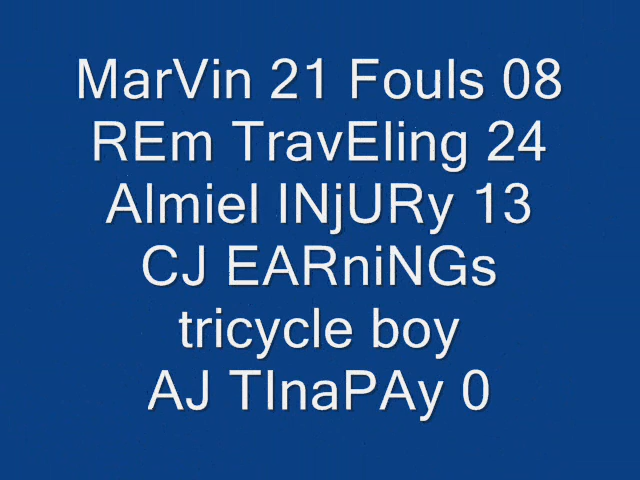 MarVin 21 Fouls 08
REm TravEling 24
Almiel INjURy 13
CJ EARniNGs
tricycle boy
AJ TInaPAy 0